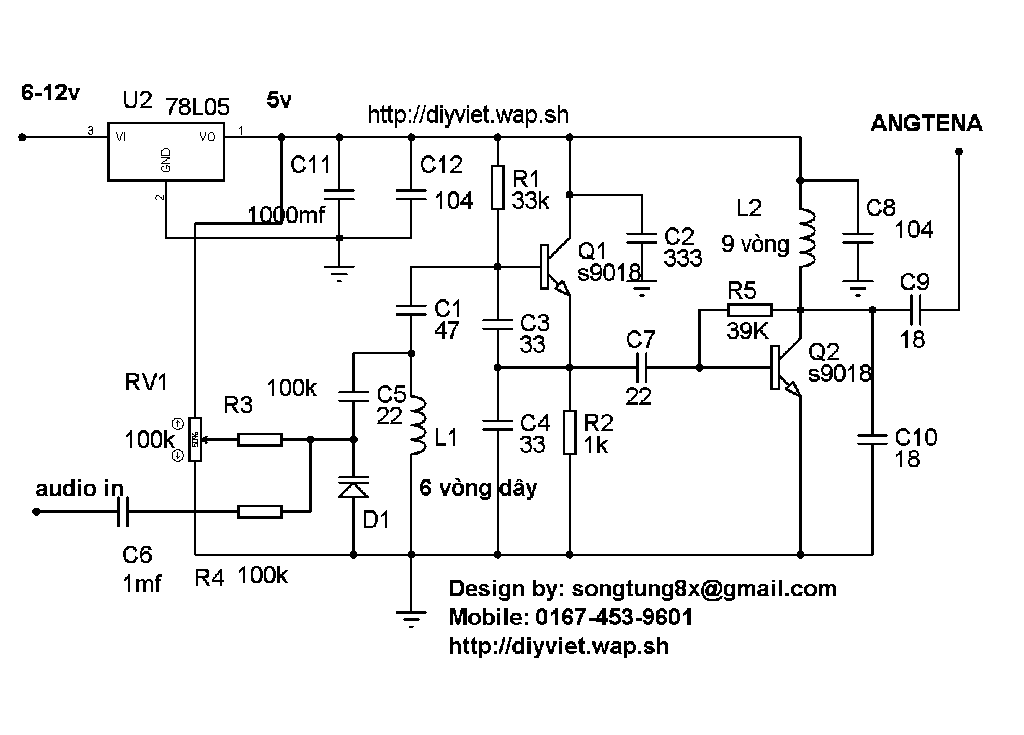 6-12v
U2 78L05
5v
http://diyviet.wap.sh
ANGTENA
3
VI
VO
1
GND
2
C11
1000mf
C12
104
R1
33k
Q1
s9018
C2
333
L2
9 vòng
C8
104
C9
18
C1
47
C3
33
R5
39K
C7
22
Q2
s9018
RV1
100k
50%
R3
100k
C5
22
L1
C4
33
R2
1k
C10
18
audio in
6 vòng dây
D1
C6
1mf
R4 100k
Design by: songtung8x@gmail.com
Mobile: 0167-453-9601
http://diyviet.wap.sh